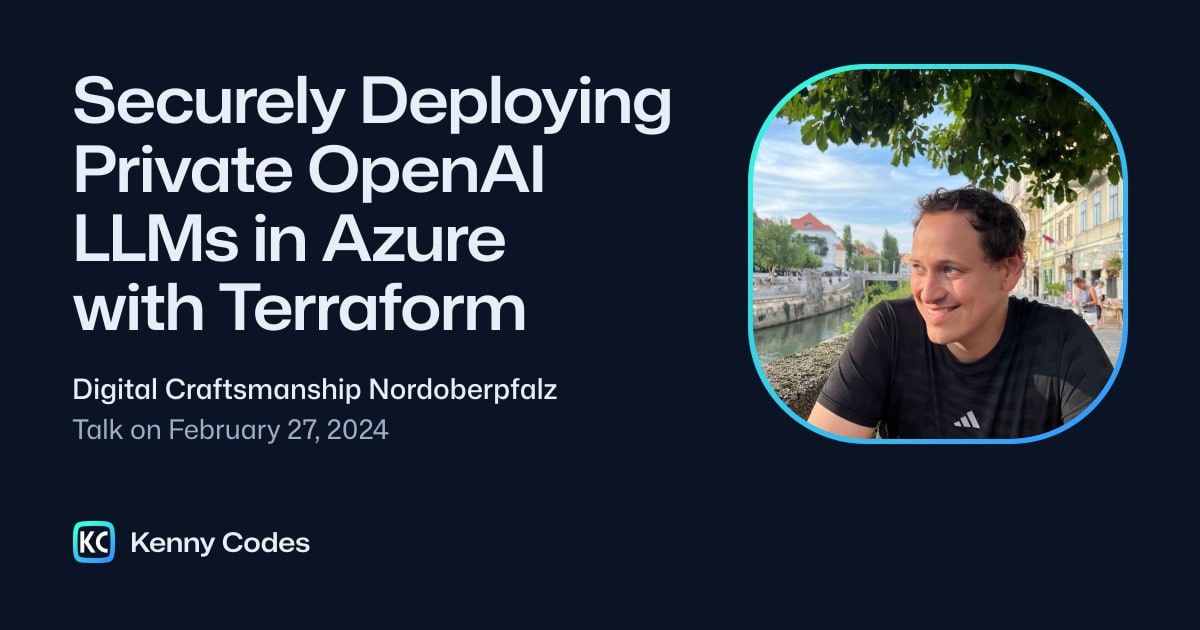 Securely Deploying
Private OpenAI
LLMs in Azure
with Terraform
Digital Craftsmanship Nordoberpfalz
Talk on February 27, 2024
KC Kenny Codes